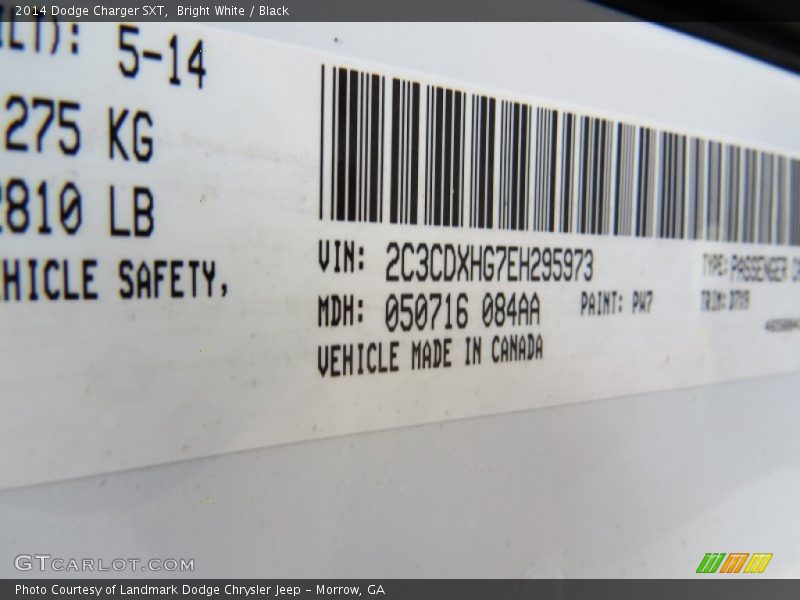 2014 Dodge Charger SXT, Bright White / Black
5-14
275 KG
810 LB
HICLE SAFETY,
VIN: 2C3CDXHG7EH295973
TYPE: PASSENGER
MDH: 050716 084AA
PAINT: PW7
TRIM:
VEHICLE MADE IN CANADA
GTCARLOT.COM
Photo Courtesy of Landmark Dodge Chrysler Jeep - Morrow, GA